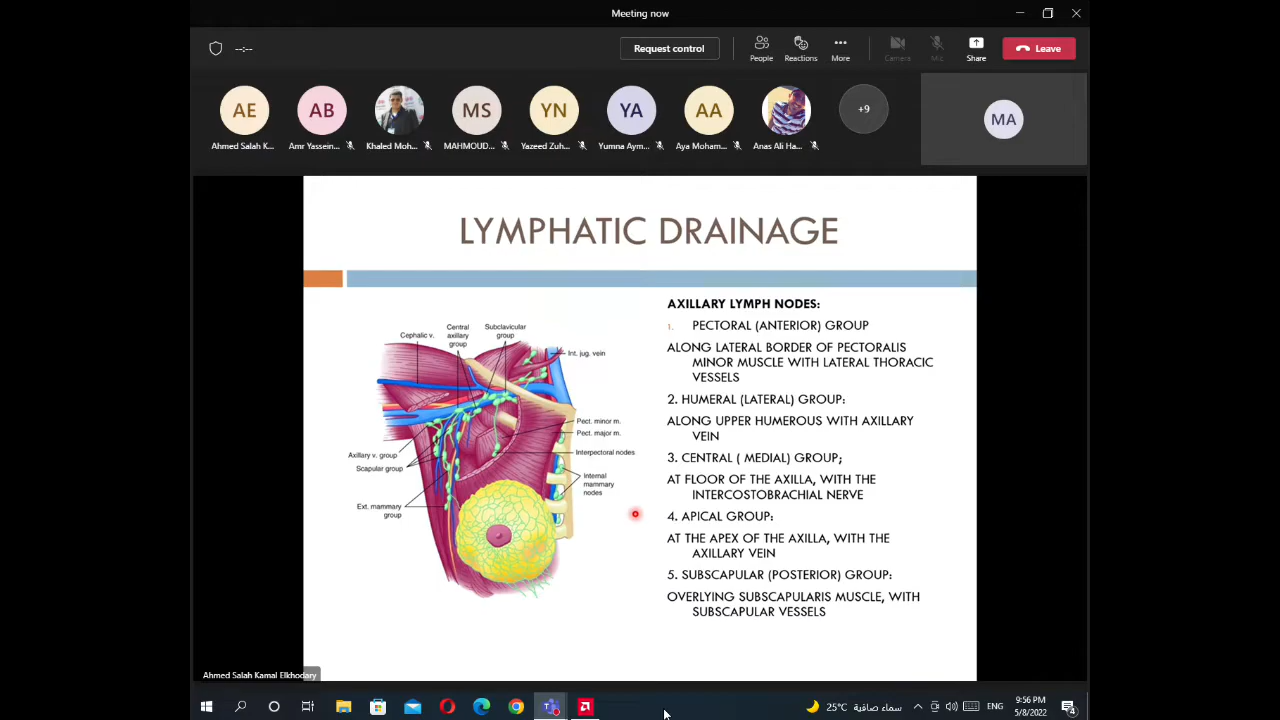 Meeting now
--:--
Request control
People
Reactions
More
Camera
Mic
Share
Leave
AE
AB
MS
YN
YA
AA
+9
MA
Ahmed Salah K...
Amr Yassein...
Khaled Moh...
MAHMOUD...
Yazeed Zuh...
Yumna Aym...
Aya Moham...
Anas Ali Ha...
LYMPHATIC DRAINAGE
Cephalic v.
Central
axillary
group
Subclavicular
group
Int. jug. vein
Pect. minor m.
Pect. major m.
Interpectoral nodes
Axillary v. group
Scapular group
Internal
mammary
nodes
Ext. mammary
group
AXILLARY LYMPH NODES:
1. PECTORAL (ANTERIOR) GROUP
ALONG LATERAL BORDER OF PECTORALIS
MINOR MUSCLE WITH LATERAL THORACIC
VESSELS
2. HUMERAL (LATERAL) GROUP:
ALONG UPPER HUMEROUS WITH AXILLARY
VEIN
3. CENTRAL ( MEDIAL) GROUP;
AT FLOOR OF THE AXILLA, WITH THE
INTERCOSTOBRACHIAL NERVE
4. APICAL GROUP:
AT THE APEX OF THE AXILLA, WITH THE
AXILLARY VEIN
5. SUBSCAPULAR (POSTERIOR) GROUP:
OVERLYING SUBSCAPULARIS MUSCLE, WITH
SUBSCAPULAR VESSELS
Ahmed Salah Kamal Elkhodary
25°C سماء صافية
ENG
9:56 PM
5/8/2022
4